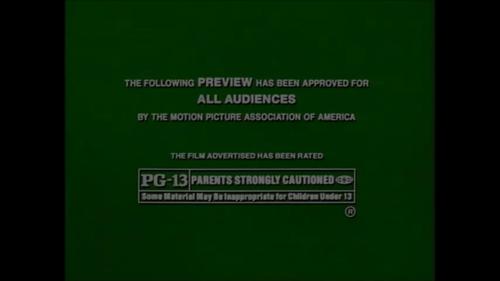 THE FOLLOWING PREVIEW HAS BEEN APPROVED FOR
ALL AUDIENCES
BY THE MOTION PICTURE ASSOCIATION OF AMERICA
THE FILM ADVERTISED HAS BEEN RATED
PG-13 PARENTS STRONGLY CAUTIONED
Some Material May Be Inappropriate for Children Under 13
®